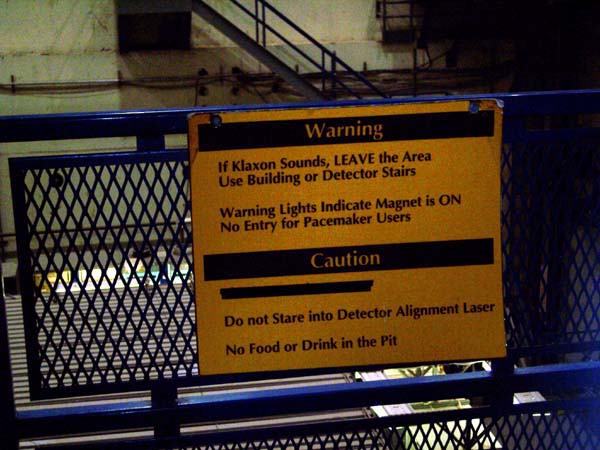 Warning
If Klaxon Sounds, LEAVE the Area
Use Building or Detector Stairs
Warning Lights Indicate Magnet is ON
No Entry for Pacemaker Users
Caution
Do not Stare into Detector Alignment Laser
No Food or Drink in the Pit